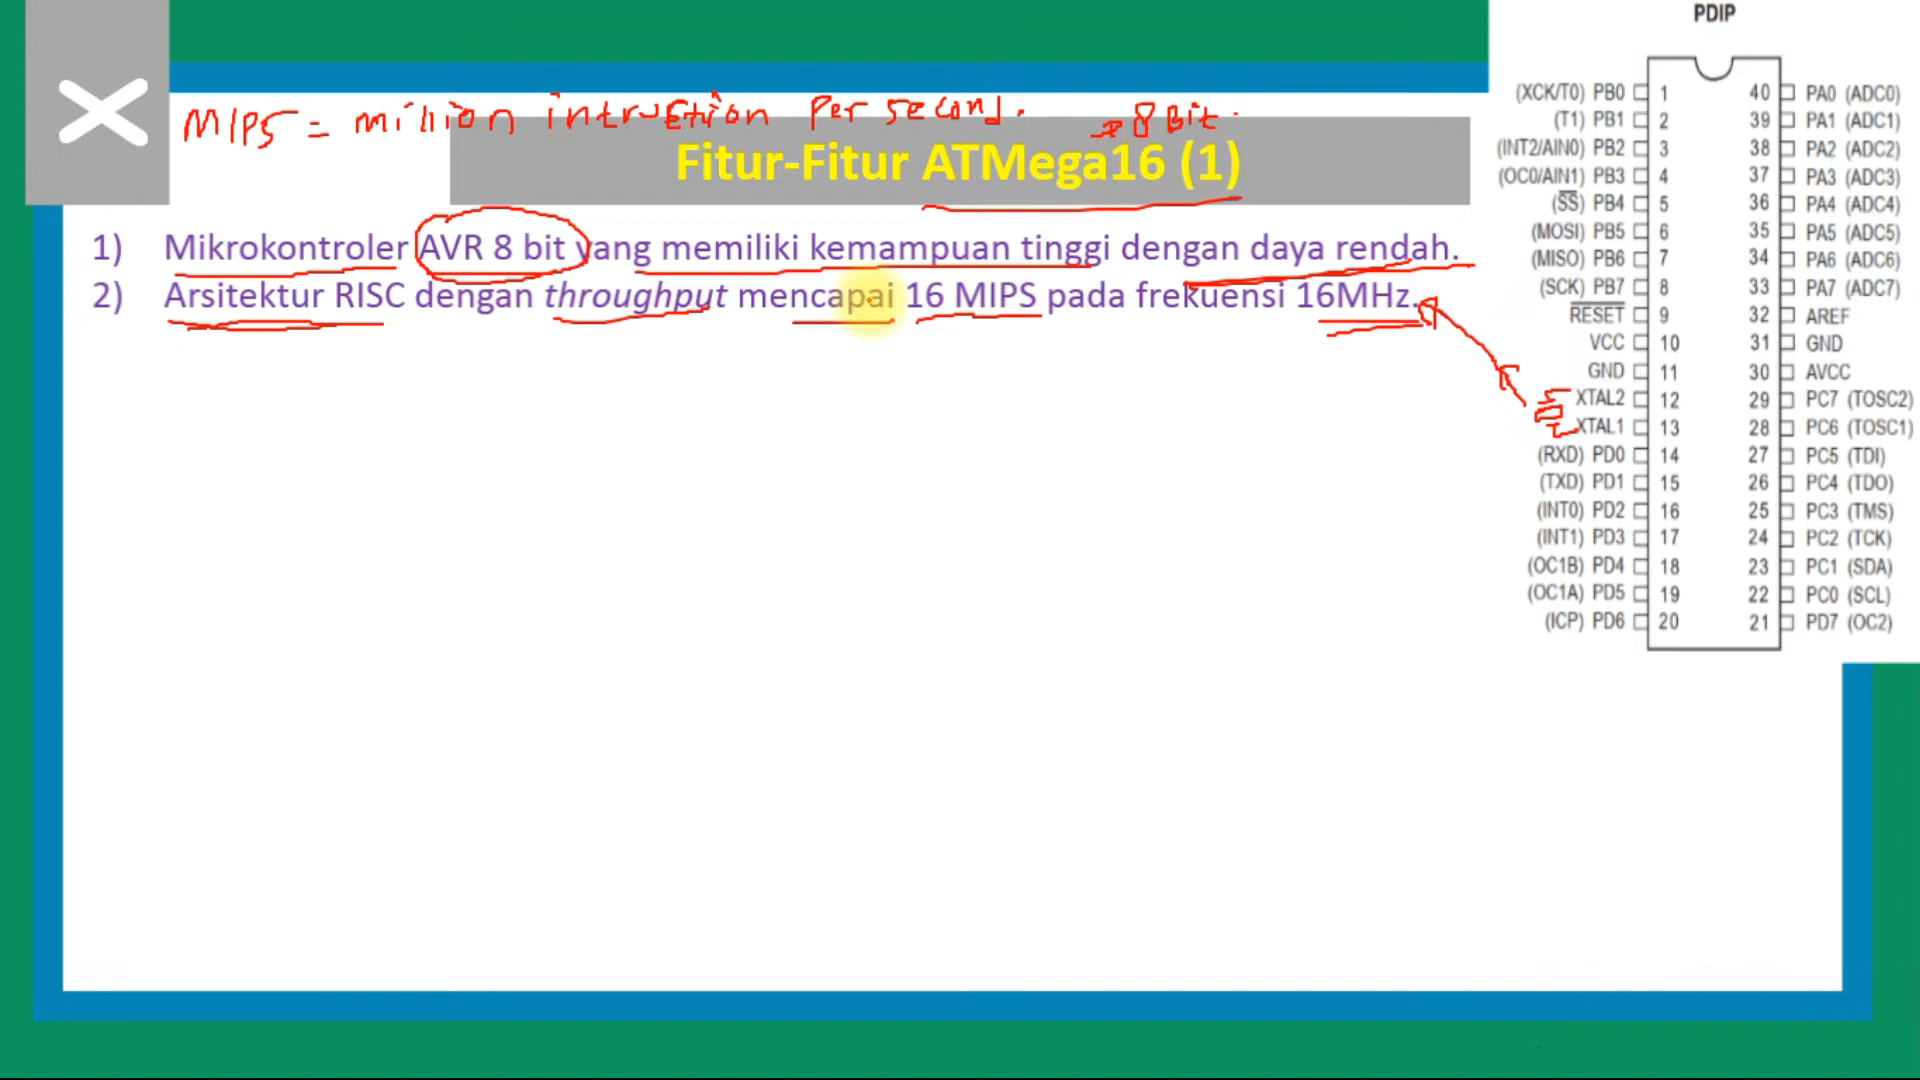 PDIP
MIPS = million intruction Per second. → 8 Bit.
Fitur-Fitur ATMega16 (1)
1) Mikrokontroler AVR 8 bit yang memiliki kemampuan tinggi dengan daya rendah.
2) Arsitektur RISC dengan throughput mencapai 16 MIPS pada frekuensi 16MHz.
(XCK/T0) PB0 1 40 PA0 (ADC0)
(T1) PB1 2 39 PA1 (ADC1)
(INT2/AIN0) PB2 3 38 PA2 (ADC2)
(OC0/AIN1) PB3 4 37 PA3 (ADC3)
(SS) PB4 5 36 PA4 (ADC4)
(MOSI) PB5 6 35 PA5 (ADC5)
(MISO) PB6 7 34 PA6 (ADC6)
(SCK) PB7 8 33 PA7 (ADC7)
RESET 9 32 AREF
VCC 10 31 GND
GND 11 30 AVCC
XTAL2 12 29 PC7 (TOSC2)
XTAL1 13 28 PC6 (TOSC1)
(RXD) PD0 14 27 PC5 (TDI)
(TXD) PD1 15 26 PC4 (TDO)
(INT0) PD2 16 25 PC3 (TMS)
(INT1) PD3 17 24 PC2 (TCK)
(OC1B) PD4 18 23 PC1 (SDA)
(OC1A) PD5 19 22 PC0 (SCL)
(ICP) PD6 20 21 PD7 (OC2)